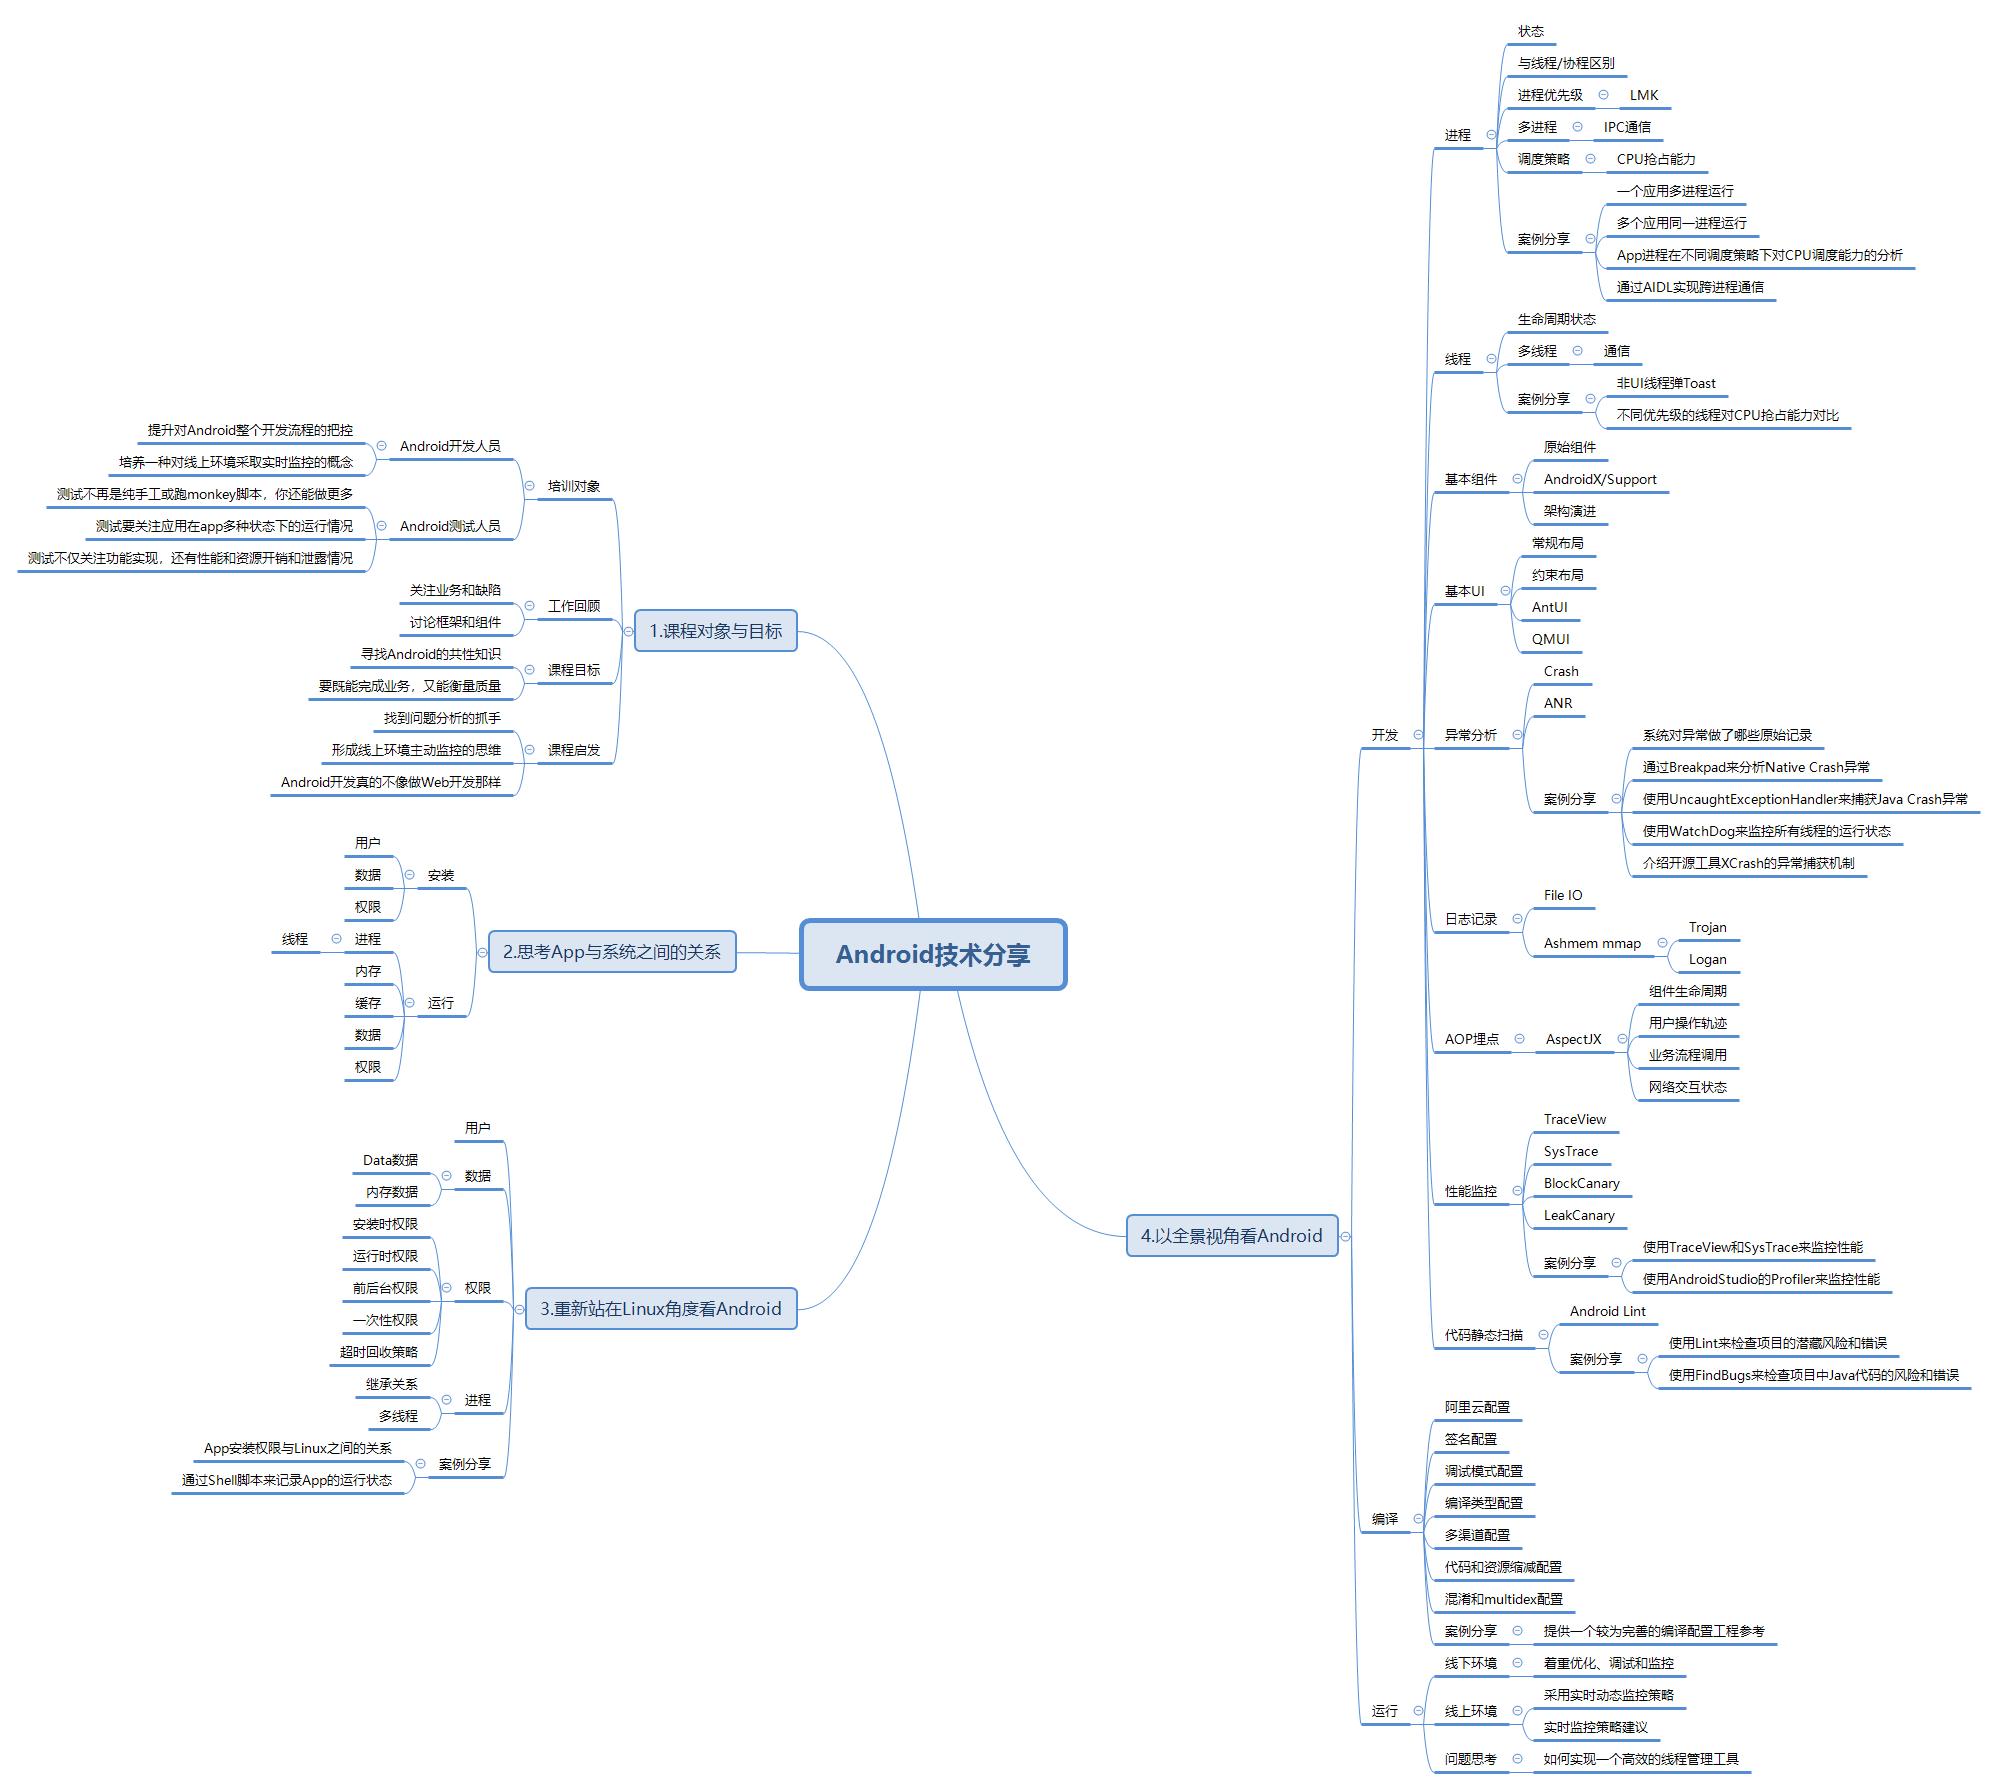 Android技术分享
1.课程对象与目标
培训对象
Android开发人员
提升对Android整个开发流程的把控
培养一种对线上环境采取实时监控的概念
Android测试人员
测试不再是纯手工或跑monkey脚本，你还能做更多
测试要关注应用在app多种状态下的运行情况
测试不仅关注功能实现，还有性能和资源开销和泄露情况
工作回顾
关注业务和缺陷
讨论框架和组件
课程目标
寻找Android的共性知识
要既能完成业务，又能衡量质量
课程启发
找到问题分析的抓手
形成线上环境主动监控的思维
Android开发真的不像做Web开发那样
2.思考App与系统之间的关系
安装
用户
数据
权限
运行
进程
线程
内存
缓存
数据
权限
3.重新站在Linux角度看Android
用户
数据
Data数据
内存数据
权限
安装时权限
运行时权限
前后台权限
一次性权限
超时回收策略
进程
继承关系
多线程
案例分享
App安装权限与Linux之间的关系
通过Shell脚本来记录App的运行状态
4.以全景视角看Android
开发
进程
状态
与线程/协程区别
进程优先级
LMK
多进程
IPC通信
调度策略
CPU抢占能力
案例分享
一个应用多进程运行
多个应用同一进程运行
App进程在不同调度策略下对CPU调度能力的分析
通过AIDL实现跨进程通信
线程
生命周期状态
多线程
通信
案例分享
非UI线程弹Toast
不同优先级的线程对CPU抢占能力对比
基本组件
原始组件
AndroidX/Support
架构演进
基本UI
常规布局
约束布局
AntUI
QMUI
异常分析
Crash
ANR
案例分享
系统对异常做了哪些原始记录
通过Breakpad来分析Native Crash异常
使用UncaughtExceptionHandler来捕获Java Crash异常
使用WatchDog来监控所有线程的运行状态
介绍开源工具XCrash的异常捕获机制
日志记录
File IO
Ashmem mmap
Trojan
Logan
AOP埋点
AspectJX
组件生命周期
用户操作轨迹
业务流程调用
网络交互状态
性能监控
TraceView
SysTrace
BlockCanary
LeakCanary
案例分享
使用TraceView和SysTrace来监控性能
使用AndroidStudio的Profiler来监控性能
代码静态扫描
Android Lint
案例分享
使用Lint来检查项目的潜藏风险和错误
使用FindBugs来检查项目中Java代码的风险和错误
编译
阿里云配置
签名配置
调试模式配置
编译类型配置
多渠道配置
代码和资源缩减配置
混淆和multidex配置
案例分享
提供一个较为完善的编译配置工程参考
运行
线下环境
着重优化、调试和监控
线上环境
采用实时动态监控策略
实时监控策略建议
问题思考
如何实现一个高效的线程管理工具